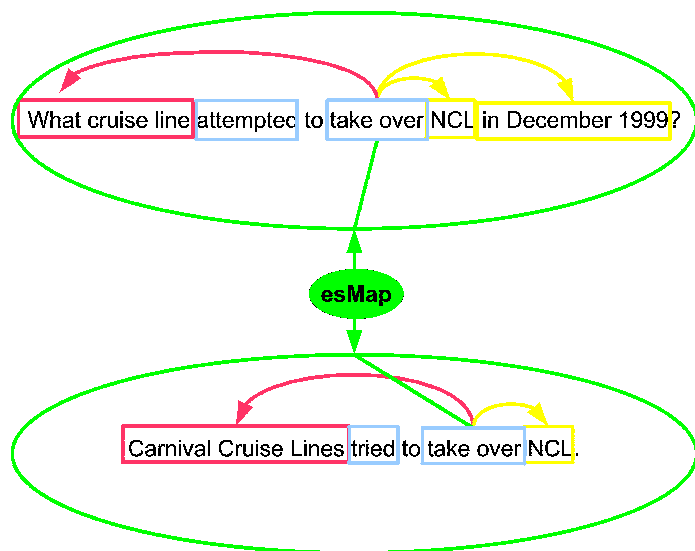 What cruise line attempted to take over NCL in December 1999?
esMap
Carnival Cruise Lines tried to take over NCL.